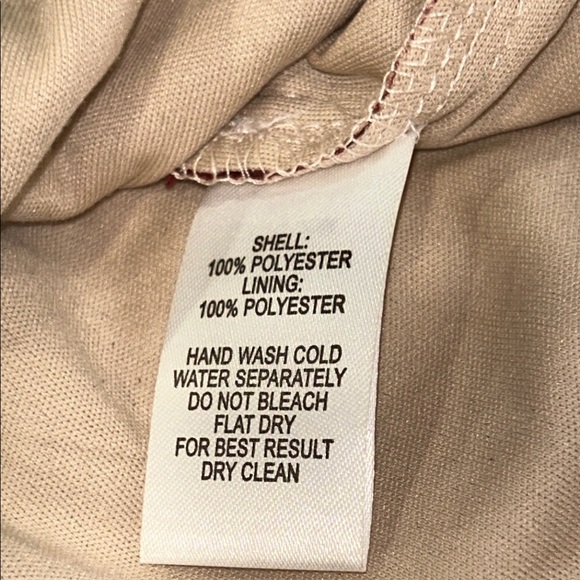 SHELL:
100% POLYESTER
LINING:
100% POLYESTER
HAND WASH COLD
WATER SEPARATELY
DO NOT BLEACH
FLAT DRY
FOR BEST RESULT
DRY CLEAN